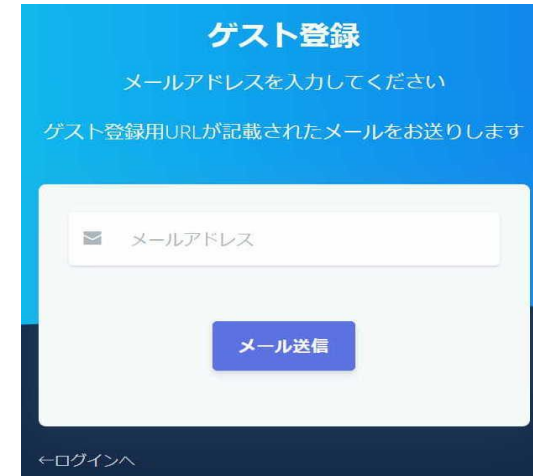 ゲスト登録
メールアドレスを入力してください
ゲスト登録用URLが記載されたメールをお送りします
メールアドレス
メール送信
←ログインへ